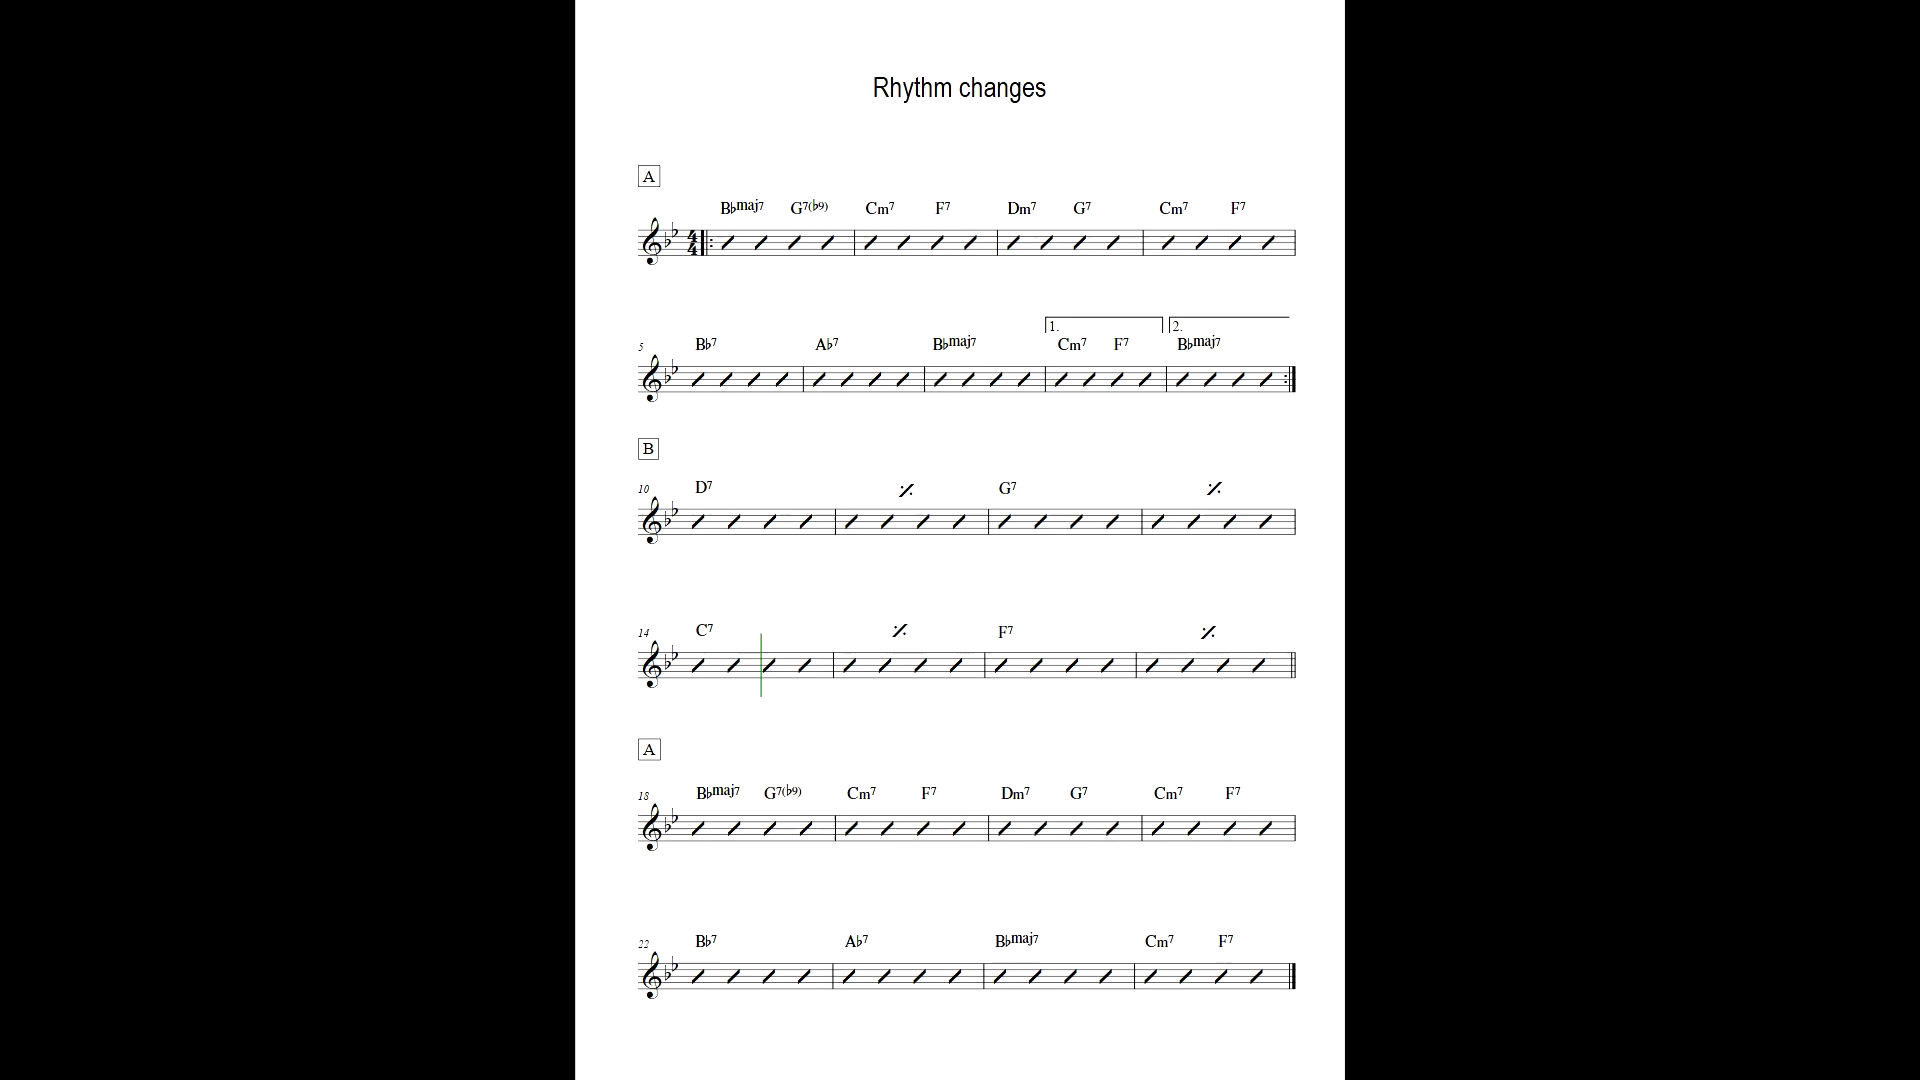 Rhythm changes
A
B♭maj7 G7(♭9) Cm7 F7 Dm7 G7 Cm7 F7
4
4
1. 2.
5 B♭7 A♭7 B♭maj7 Cm7 F7 B♭maj7
B
10 D7 G7
14 C7 F7
A
18 B♭maj7 G7(♭9) Cm7 F7 Dm7 G7 Cm7 F7
22 B♭7 A♭7 B♭maj7 Cm7 F7